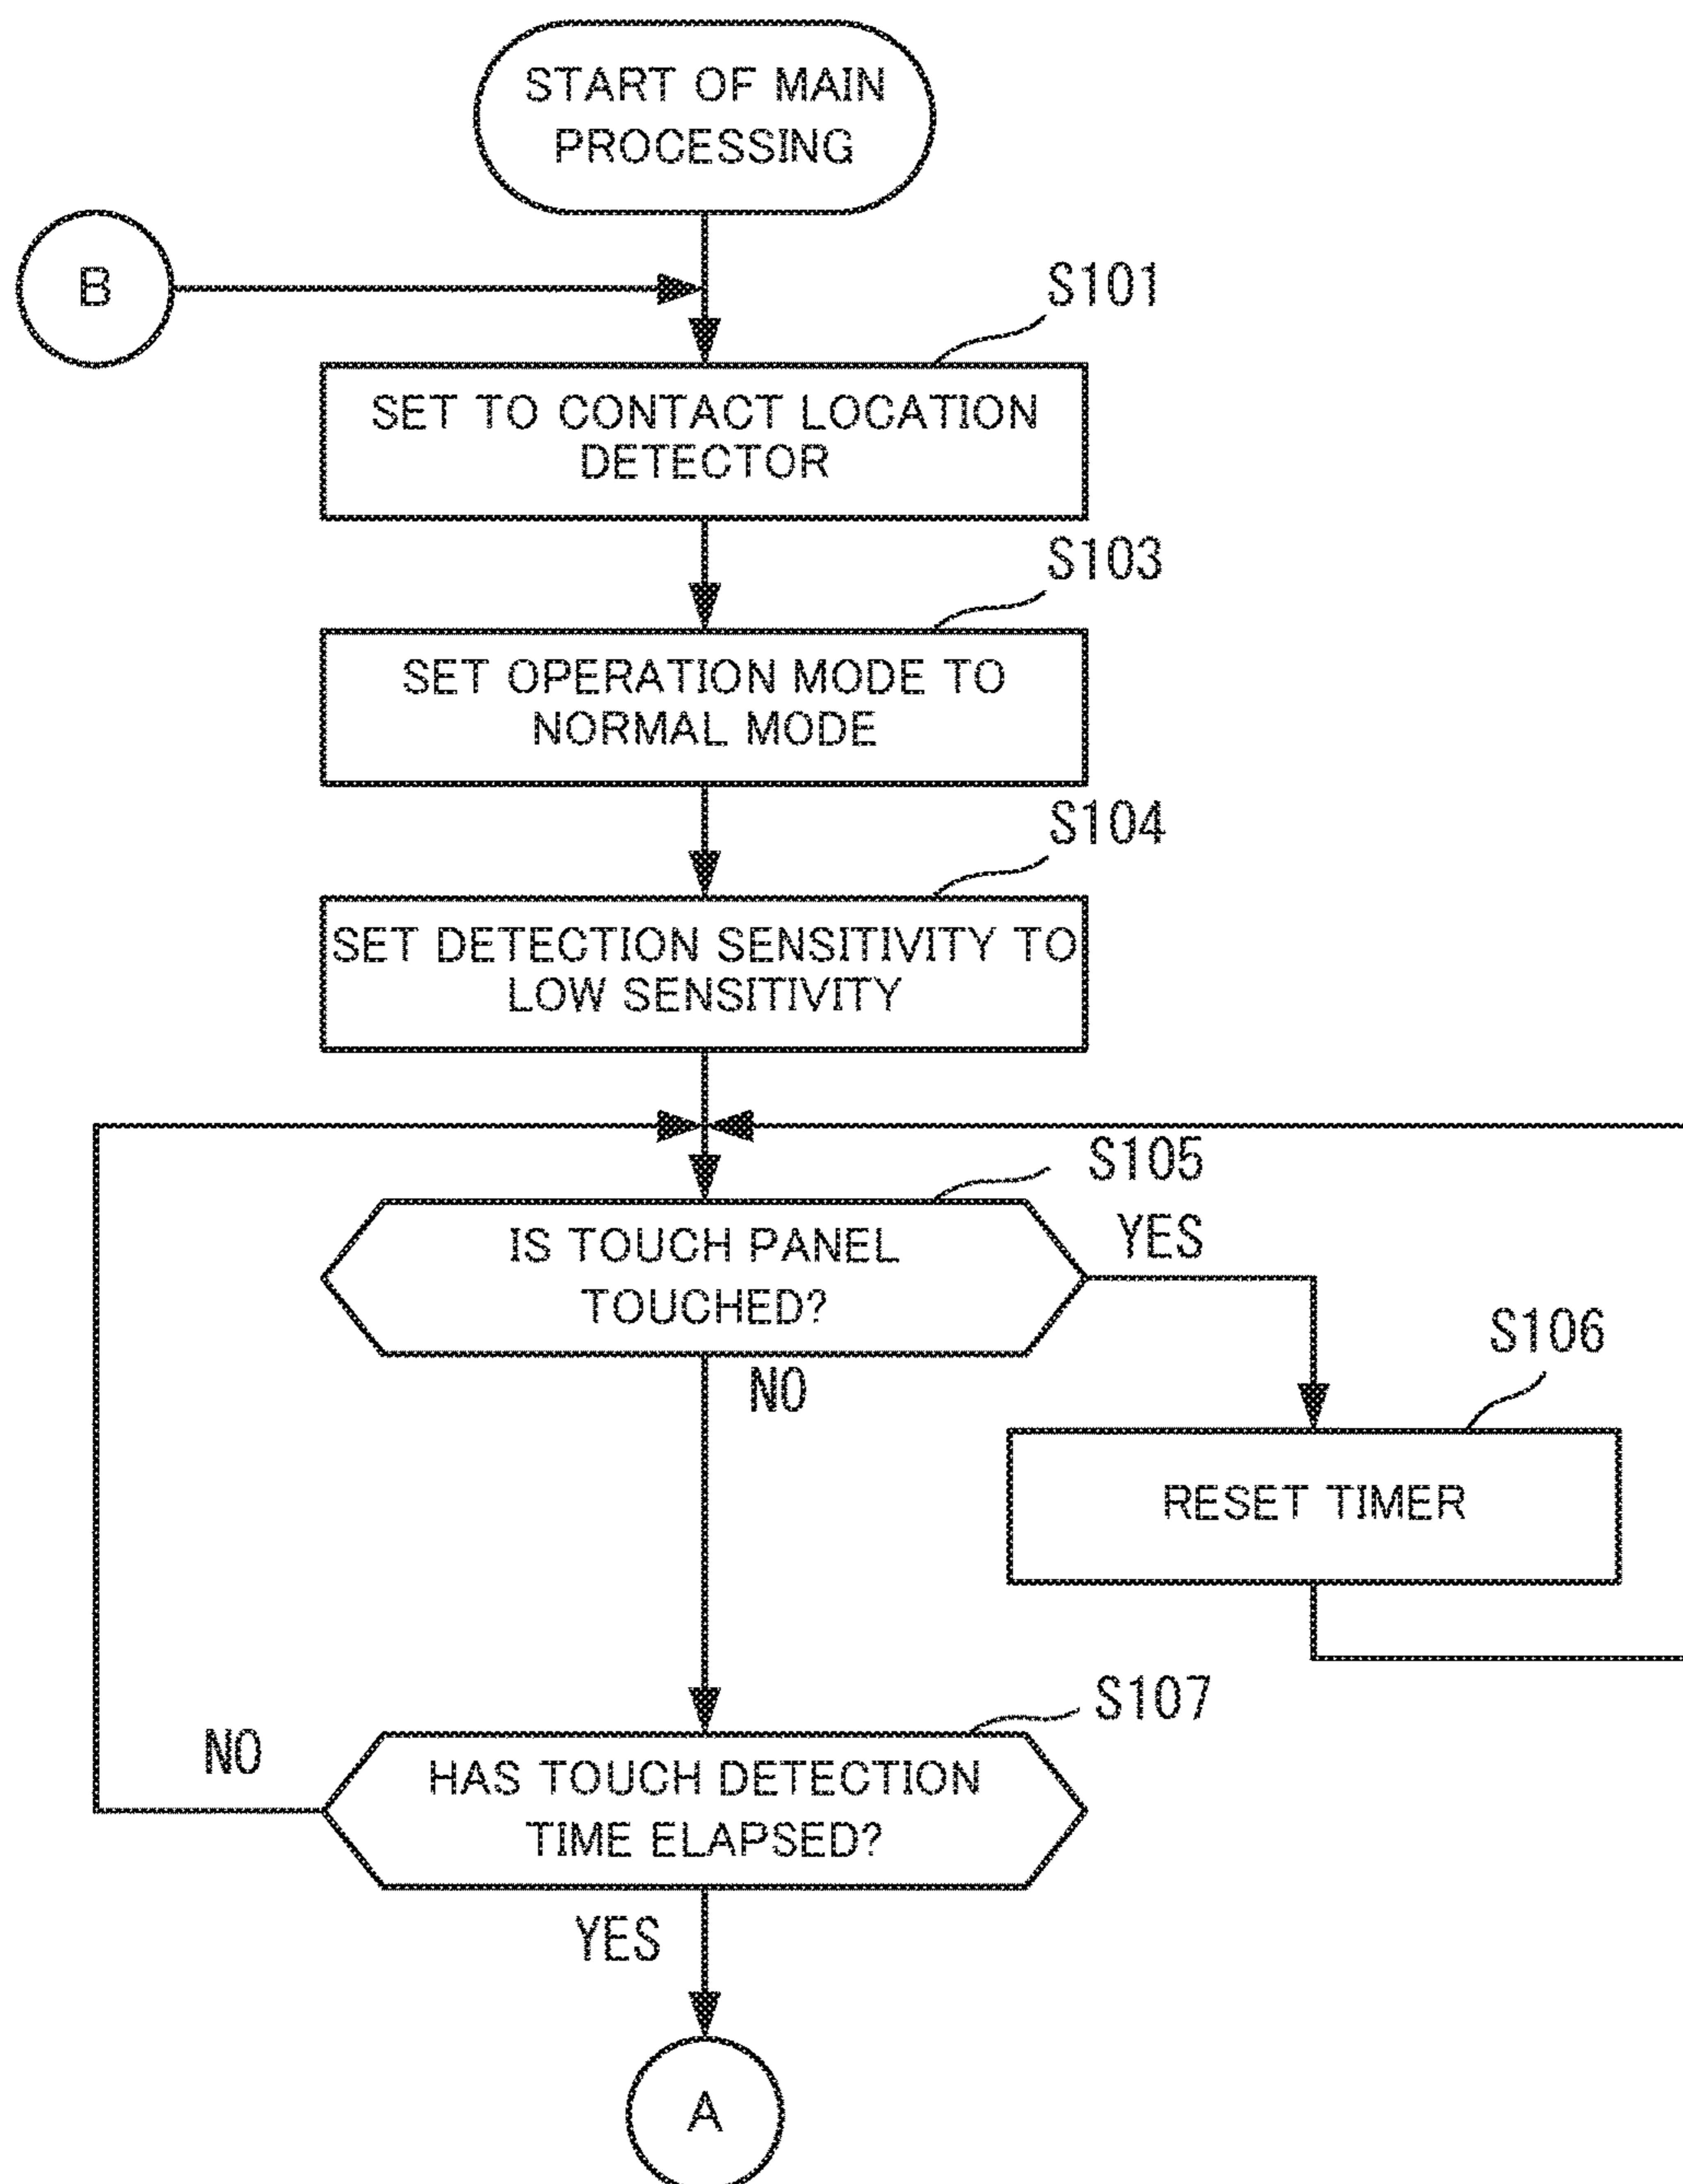 START OF MAIN
PROCESSING
B
S101
SET TO CONTACT LOCATION
DETECTOR
S103
SET OPERATION MODE TO
NORMAL MODE
S104
SET DETECTION SENSITIVITY TO
LOW SENSITIVITY
S105
IS TOUCH PANEL
TOUCHED?
YES
NO
S106
RESET TIMER
S107
HAS TOUCH DETECTION
TIME ELAPSED?
NO
YES
A